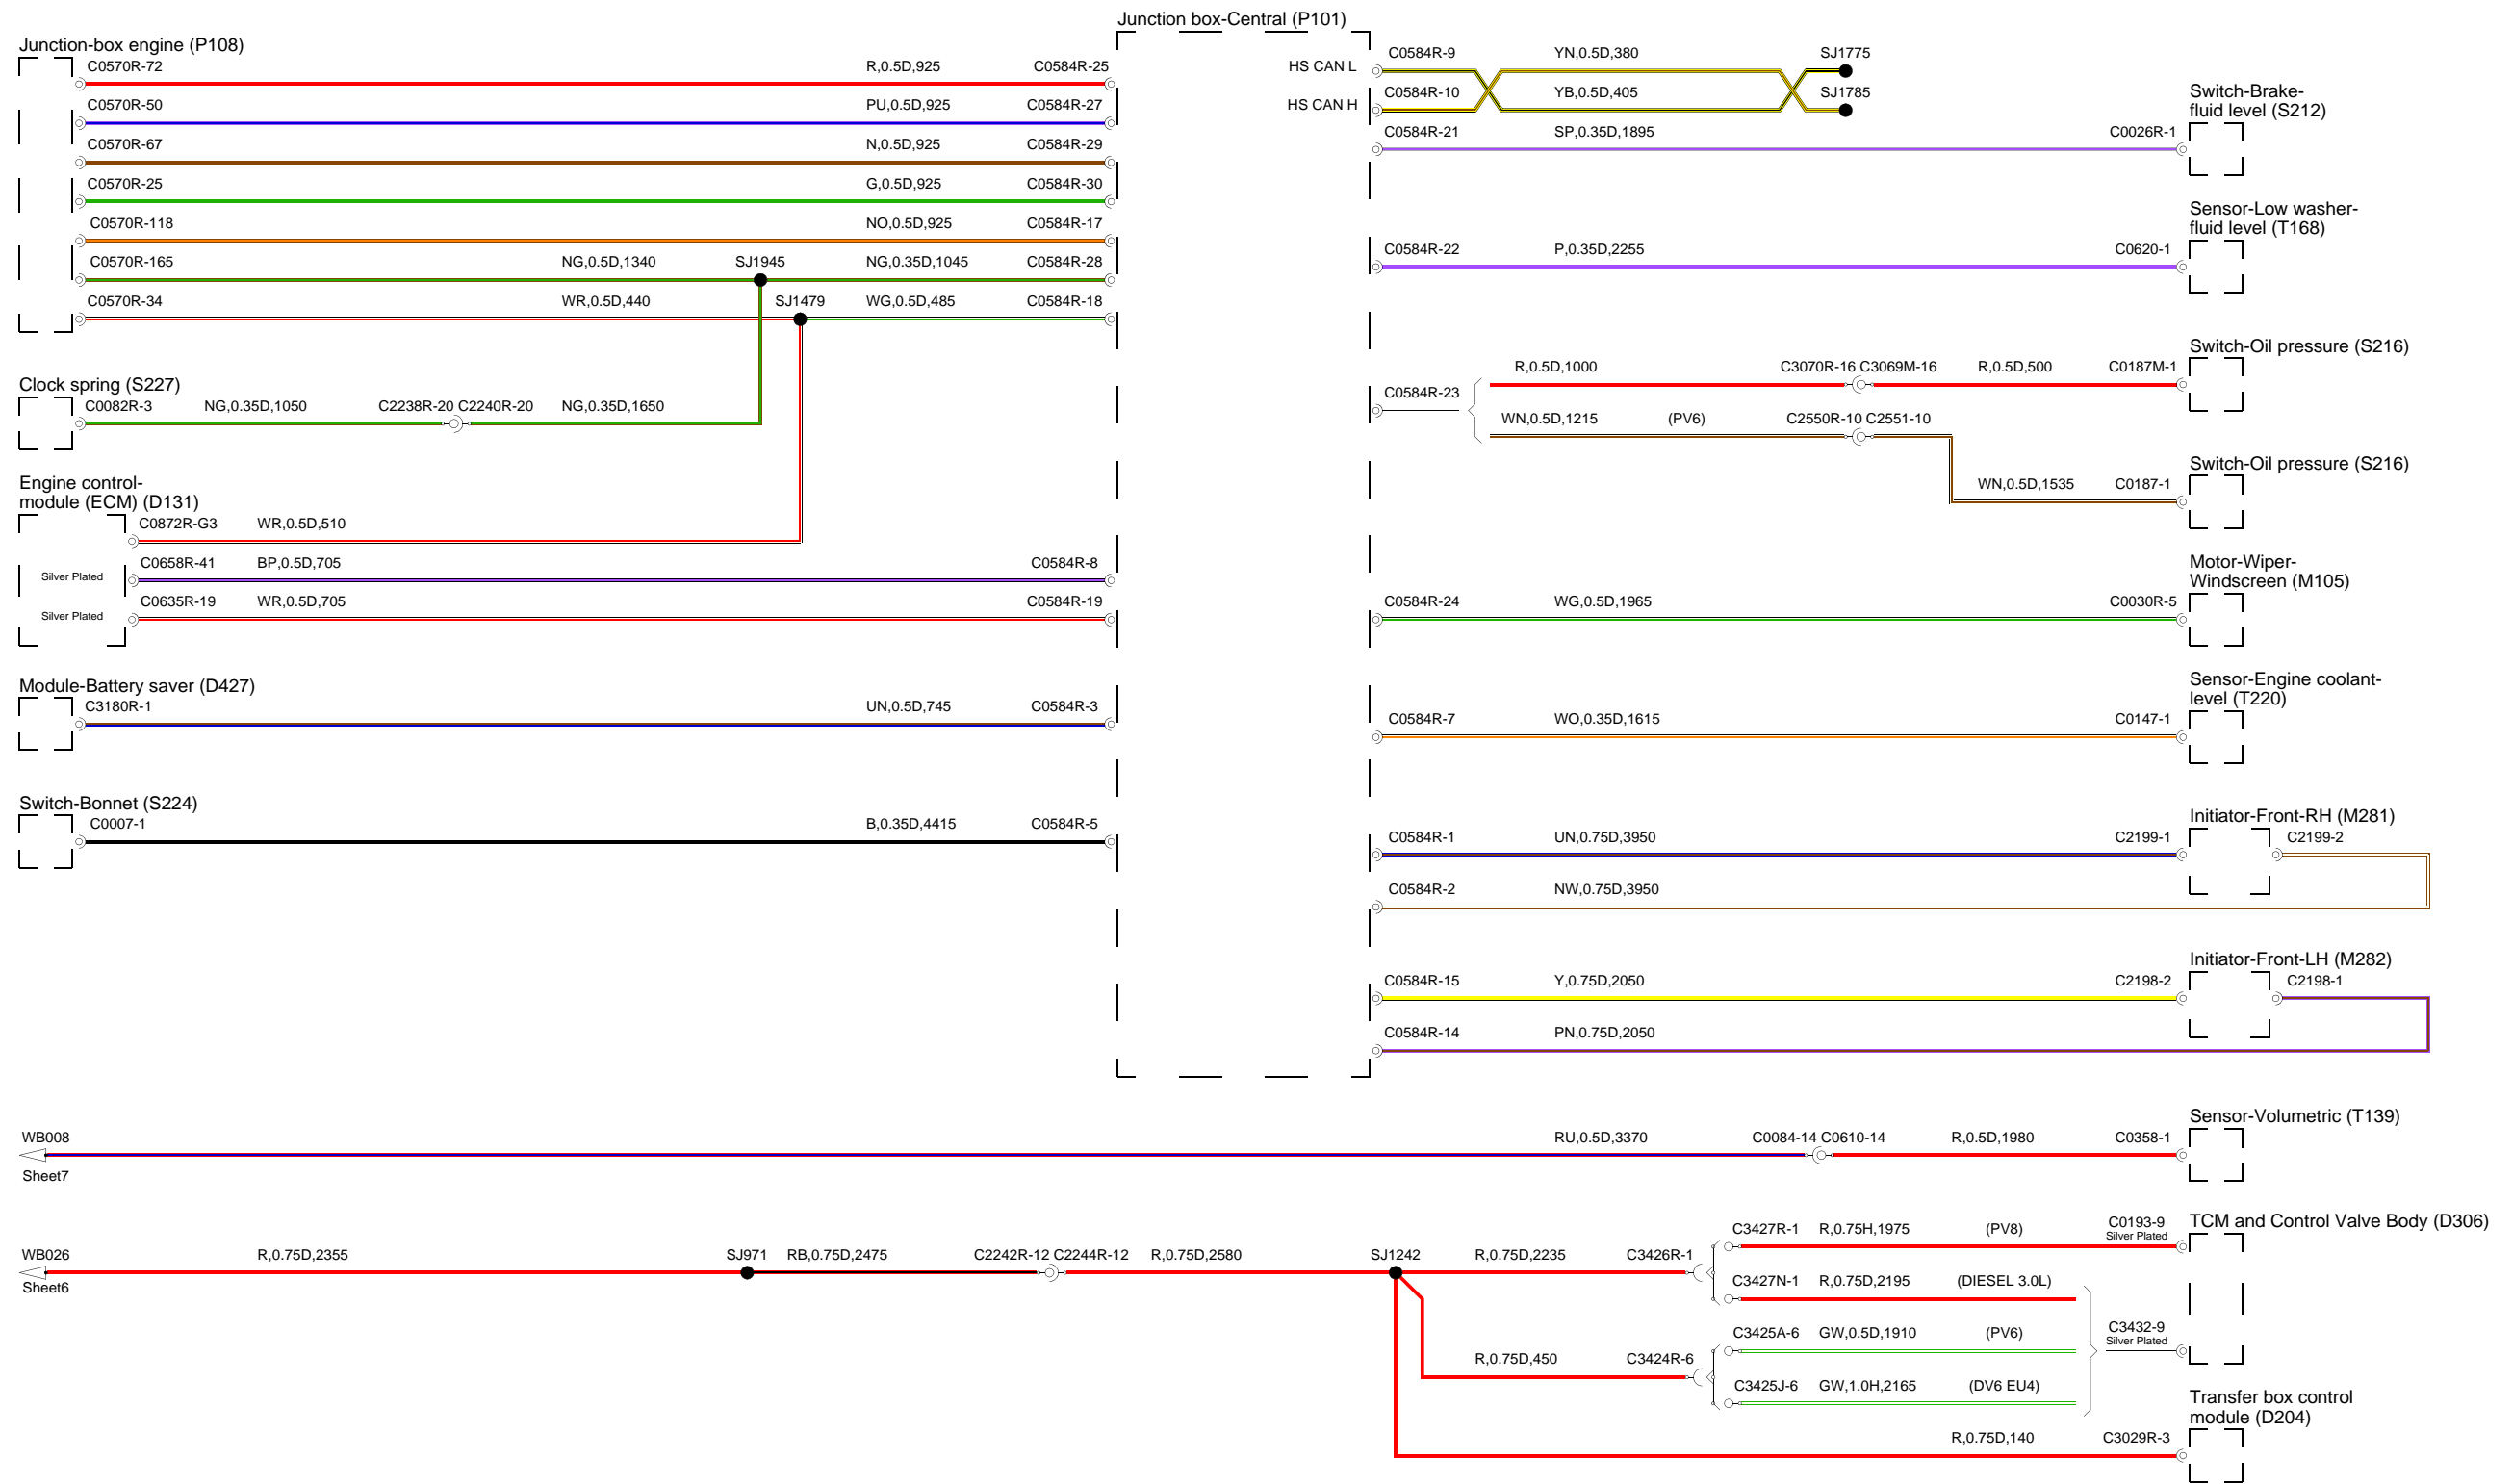 Junction box-Central (P101)
Junction-box engine (P108)
C0570R-72 R,0.5D,925 C0584R-25
C0570R-50 PU,0.5D,925 C0584R-27
C0570R-67 N,0.5D,925 C0584R-29
C0570R-25 G,0.5D,925 C0584R-30
C0570R-118 NO,0.5D,925 C0584R-17
C0570R-165 NG,0.5D,1340 SJ1945 NG,0.35D,1045 C0584R-28
C0570R-34 WR,0.5D,440 SJ1479 WG,0.5D,485 C0584R-18
Clock spring (S227)
C0082R-3 NG,0.35D,1050 C2238R-20 C2240R-20 NG,0.35D,1650
Engine control-
module (ECM) (D131)
C0872R-G3 WR,0.5D,510
Silver Plated C0658R-41 BP,0.5D,705 C0584R-8
Silver Plated C0635R-19 WR,0.5D,705 C0584R-19
Module-Battery saver (D427)
C3180R-1 UN,0.5D,745 C0584R-3
Switch-Bonnet (S224)
C0007-1 B,0.35D,4415 C0584R-5
HS CAN L C0584R-9 YN,0.5D,380 SJ1775
HS CAN H C0584R-10 YB,0.5D,405 SJ1785
Switch-Brake-
fluid level (S212)
C0584R-21 SP,0.35D,1895 C0026R-1
Sensor-Low washer-
fluid level (T168)
C0584R-22 P,0.35D,2255 C0620-1
Switch-Oil pressure (S216)
C0584R-23 R,0.5D,1000 C3070R-16 C3069M-16 R,0.5D,500 C0187M-1
WN,0.5D,1215 (PV6) C2550R-10 C2551-10
Switch-Oil pressure (S216)
WN,0.5D,1535 C0187-1
Motor-Wiper-
Windscreen (M105)
C0584R-24 WG,0.5D,1965 C0030R-5
Sensor-Engine coolant-
level (T220)
C0584R-7 WO,0.35D,1615 C0147-1
Initiator-Front-RH (M281)
C0584R-1 UN,0.75D,3950 C2199-1 C2199-2
C0584R-2 NW,0.75D,3950
Initiator-Front-LH (M282)
C0584R-15 Y,0.75D,2050 C2198-2 C2198-1
C0584R-14 PN,0.75D,2050
Sensor-Volumetric (T139)
WB008 RU,0.5D,3370 C0084-14 C0610-14 R,0.5D,1980 C0358-1
Sheet7
TCM and Control Valve Body (D306)
C3427R-1 R,0.75H,1975 (PV8) C0193-9
Silver Plated
WB026 R,0.75D,2355 SJ971 RB,0.75D,2475 C2242R-12 C2244R-12 R,0.75D,2580 SJ1242 R,0.75D,2235 C3426R-1
Sheet6
C3427N-1 R,0.75D,2195 (DIESEL 3.0L)
C3425A-6 GW,0.5D,1910 (PV6) C3432-9
Silver Plated
R,0.75D,450 C3424R-6
C3425J-6 GW,1.0H,2165 (DV6 EU4)
Transfer box control
module (D204)
R,0.75D,140 C3029R-3